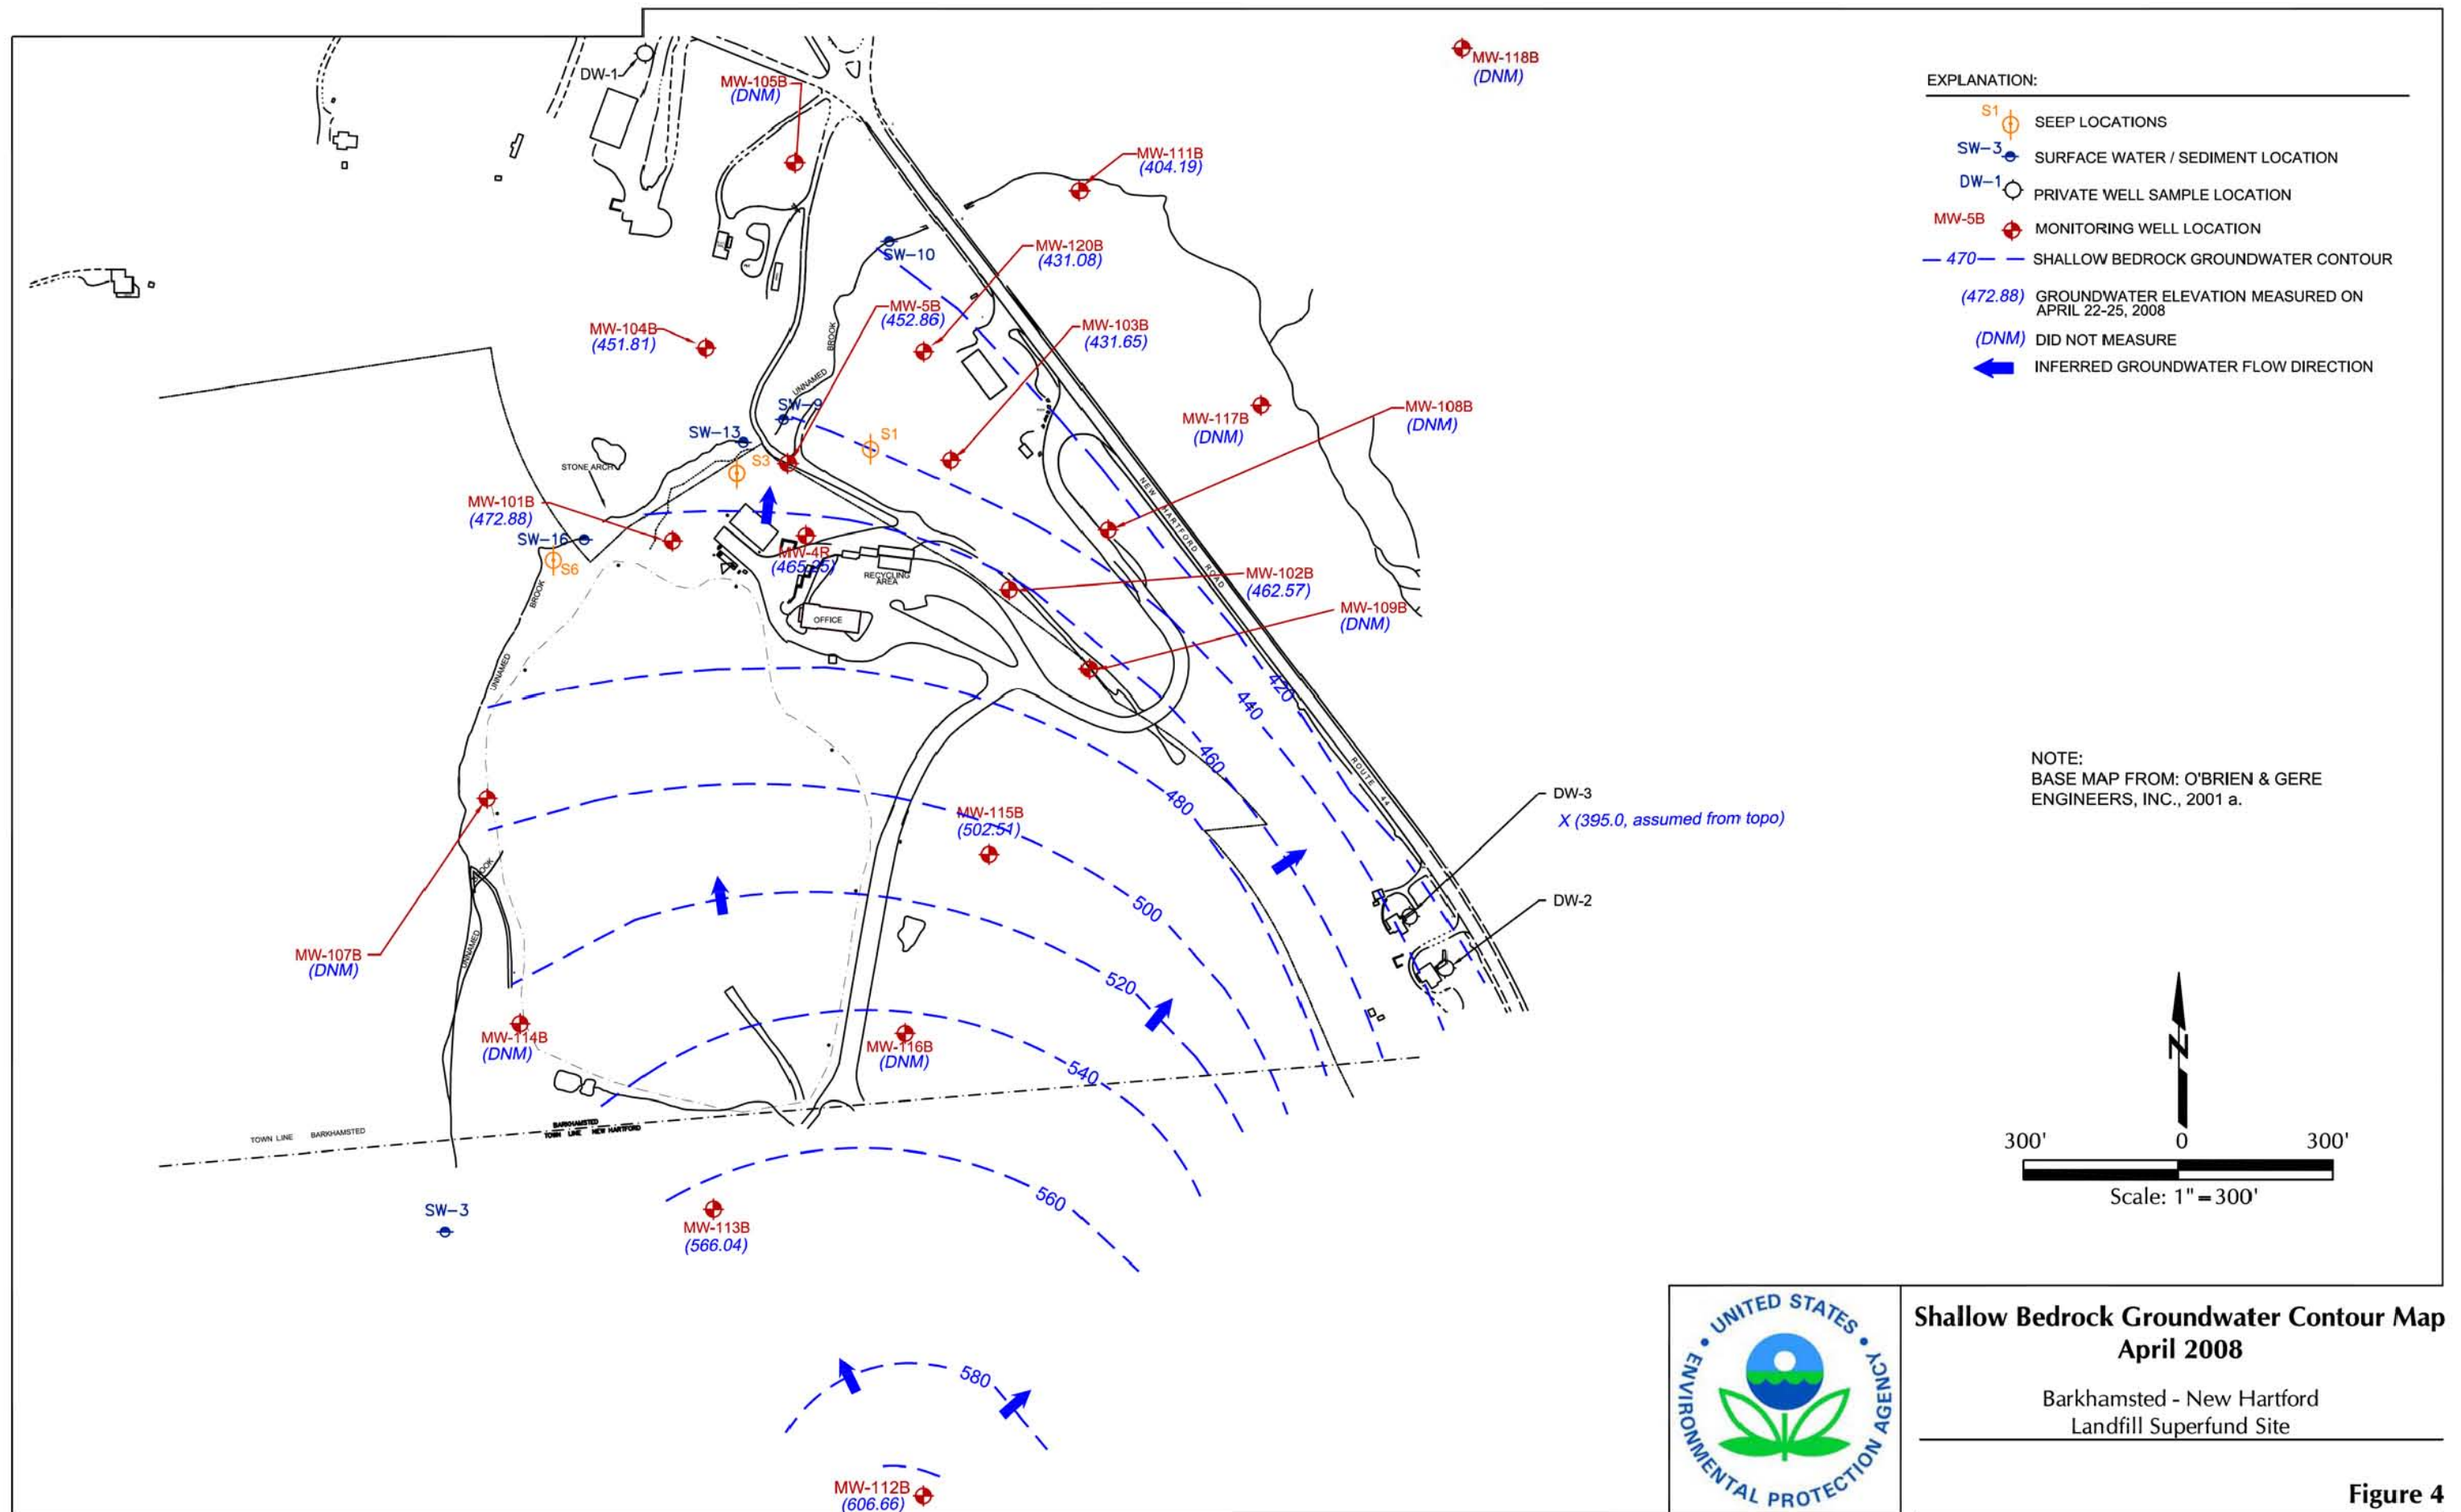 DW-1
MW-105B
(DNM)
MW-118B
(DNM)
MW-111B
(404.19)
SW-10
MW-120B
(431.08)
MW-5B
(452.86)
MW-103B
(431.65)
MW-104B
(451.81)
UNNAMED BROOK
SW-9
SW-13
S1
S3
STONE ARCH
MW-117B
(DNM)
MW-108B
(DNM)
MW-101B
(472.88)
SW-16
S6
MW-4R
(465.25)
RECYCLING
AREA
OFFICE
MW-102B
(462.57)
MW-109B
(DNM)
NEW HARTFORD ROAD
ROUTE 44
UNNAMED BROOK
420
440
460
480
500
520
540
560
580
MW-115B
(502.51)
DW-3
X (395.0, assumed from topo)
DW-2
MW-107B
(DNM)
UNNAMED BROOK
MW-114B
(DNM)
MW-116B
(DNM)
TOWN LINE BARKHAMSTED
BARKHAMSTED
TOWN LINE NEW HARTFORD
SW-3
MW-113B
(566.04)
MW-112B
(606.66)
EXPLANATION:
S1 SEEP LOCATIONS
SW-3 SURFACE WATER / SEDIMENT LOCATION
DW-1 PRIVATE WELL SAMPLE LOCATION
MW-5B MONITORING WELL LOCATION
470 SHALLOW BEDROCK GROUNDWATER CONTOUR
(472.88) GROUNDWATER ELEVATION MEASURED ON
APRIL 22-25, 2008
(DNM) DID NOT MEASURE
INFERRED GROUNDWATER FLOW DIRECTION
NOTE:
BASE MAP FROM: O'BRIEN & GERE
ENGINEERS, INC., 2001 a.
N
300' 0 300'
Scale: 1" = 300'
UNITED STATES
ENVIRONMENTAL PROTECTION AGENCY
Shallow Bedrock Groundwater Contour Map
April 2008
Barkhamsted - New Hartford
Landfill Superfund Site
Figure 4